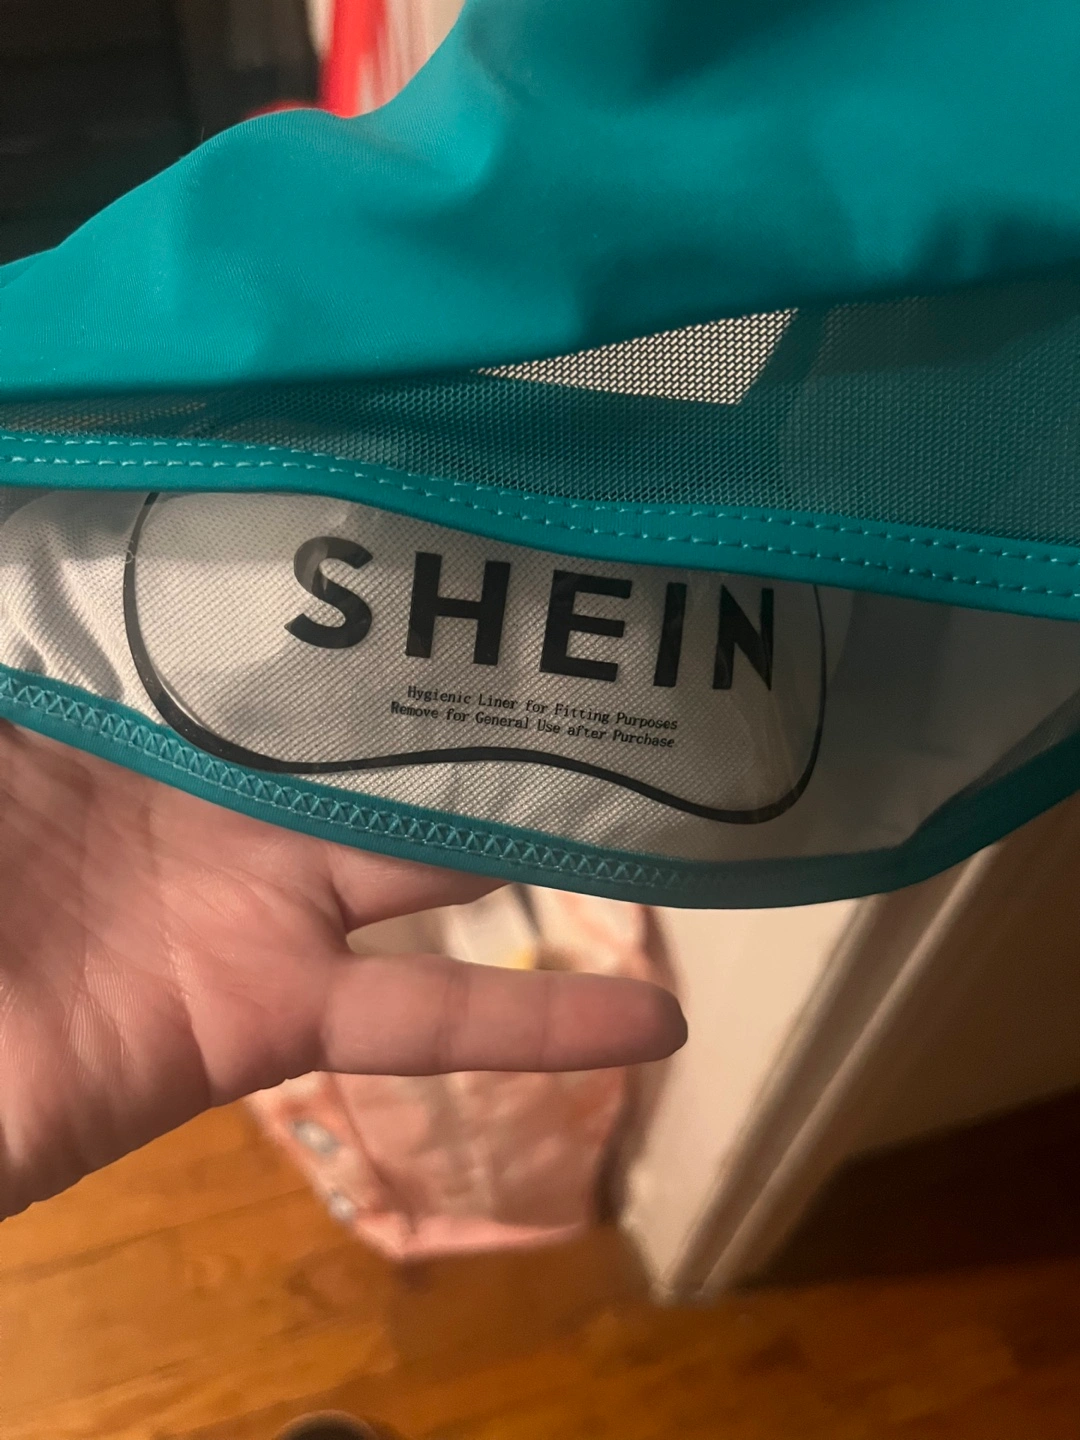 SHEIN
Hygienic Liner for Fitting Purposes
Remove for General Use after Purchase